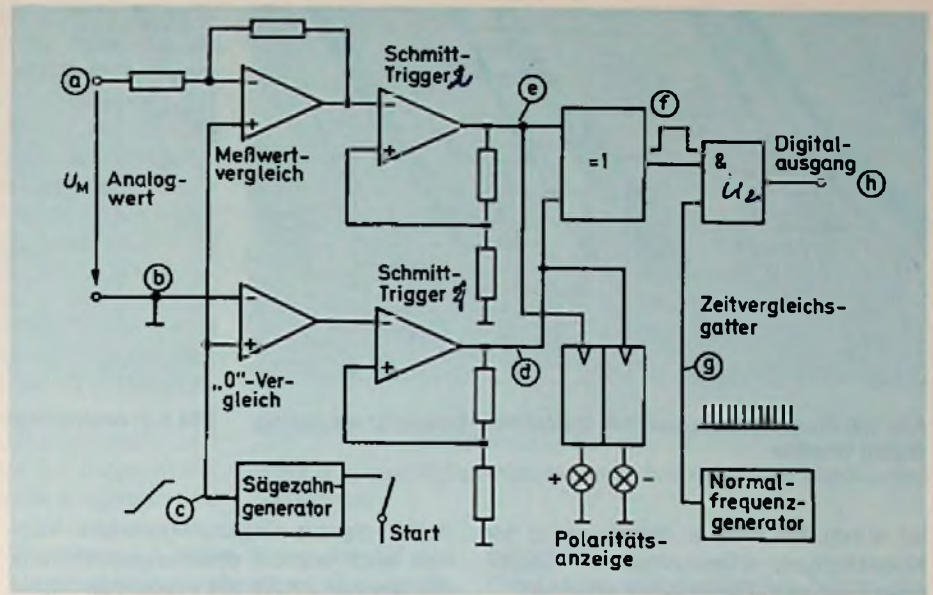 Schmitt-
Trigger 2
a
e
f
−
+
−
+
=1
&
Digital-
ausgang
h
Meßwert-
vergleich
U_M
Analog-
wert
b
Schmitt-
Trigger
Zeitvergleichs-
gatter
−
+
−
+
d
g
„0"-Ver-
gleich
c
Sägezahn-
generator
Start
+
−
Polaritäts-
anzeige
Normal-
frequenz-
generator